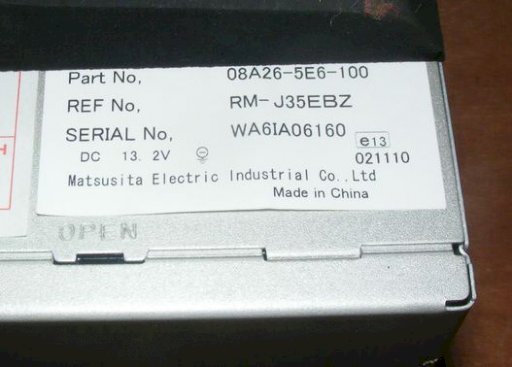 Part No, 08A26-5E6-100
REF No, RM-J35EBZ
SERIAL No, WA6IA06160
e13
DC 13. 2V 021110
Matsusita Electric Industrial Co.,Ltd
Made in China
OPEN